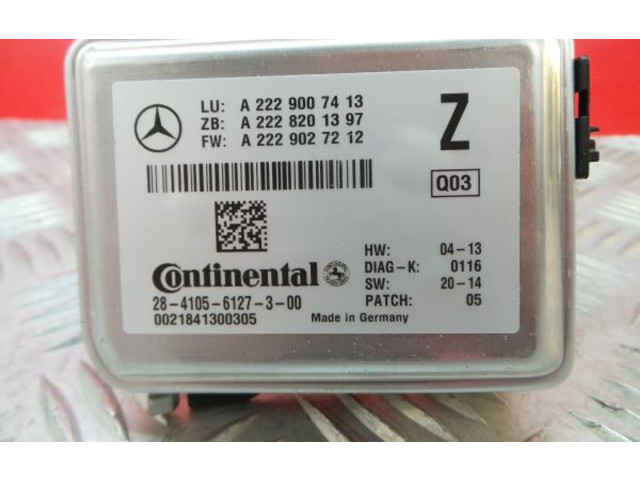 LU: A 222 900 74 13
ZB: A 222 820 13 97
FW: A 222 902 72 12
Z
Q03
Continental
28-4105-6127-3-00
0021841300305
HW: 04-13
DIAG-K: 0116
SW: 20-14
PATCH: 05
Made in Germany